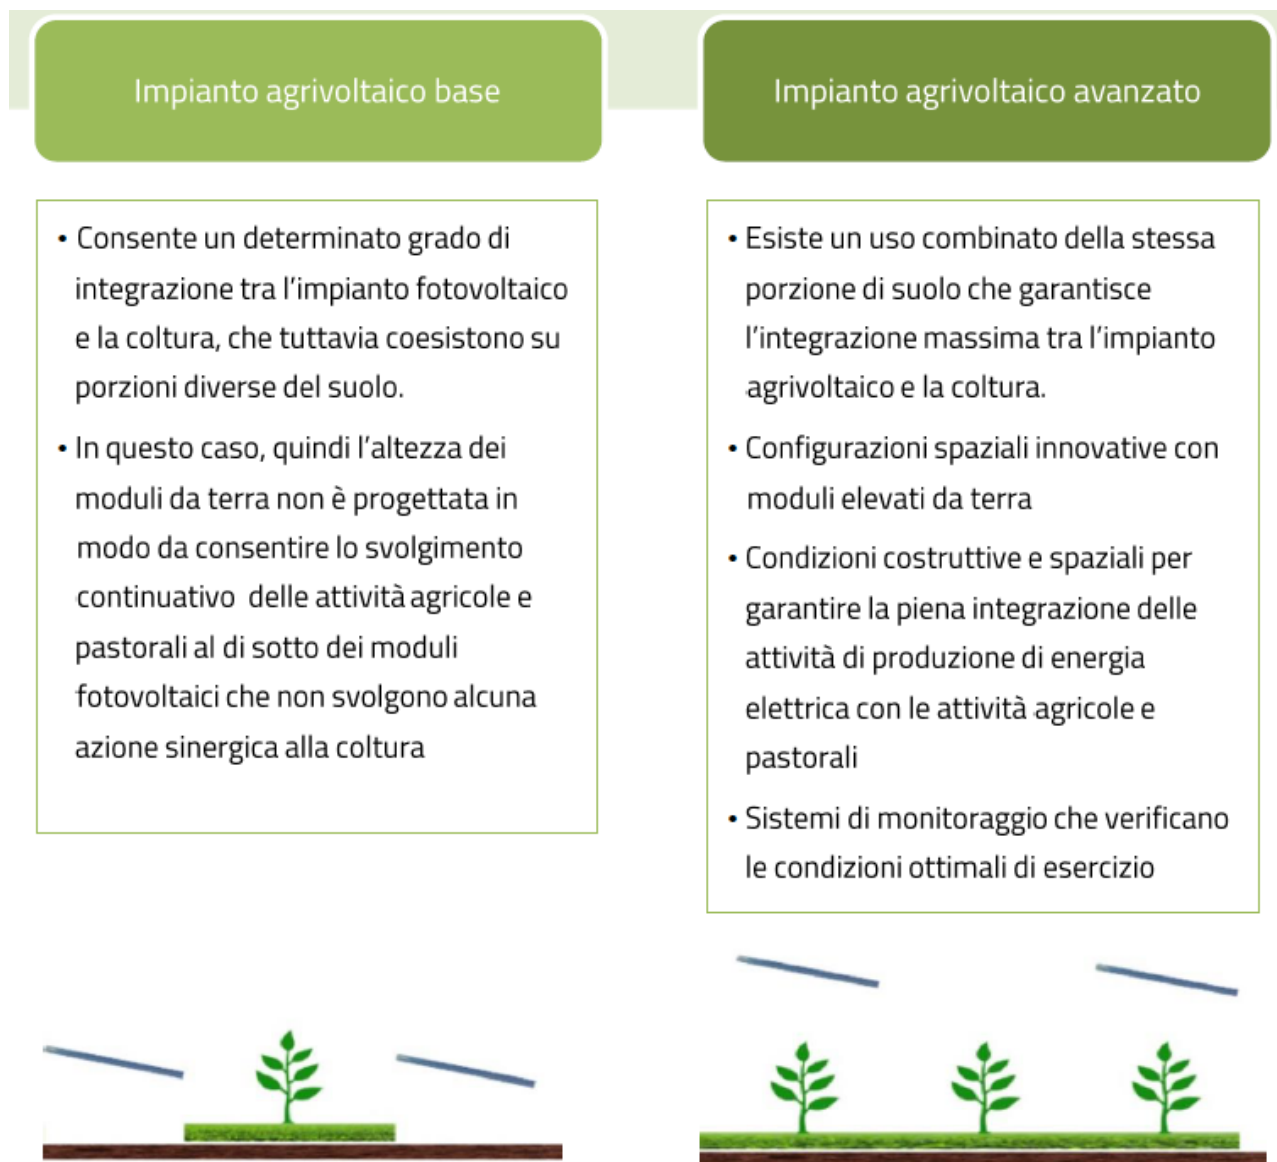 Impianto agrivoltaico base
• Consente un determinato grado di
integrazione tra l'impianto fotovoltaico
e la coltura, che tuttavia coesistono su
porzioni diverse del suolo.
• In questo caso, quindi l'altezza dei
moduli da terra non è progettata in
modo da consentire lo svolgimento
continuativo delle attività agricole e
pastorali al di sotto dei moduli
fotovoltaici che non svolgono alcuna
azione sinergica alla coltura
Impianto agrivoltaico avanzato
• Esiste un uso combinato della stessa
porzione di suolo che garantisce
l'integrazione massima tra l'impianto
agrivoltaico e la coltura.
• Configurazioni spaziali innovative con
moduli elevati da terra
• Condizioni costruttive e spaziali per
garantire la piena integrazione delle
attività di produzione di energia
elettrica con le attività agricole e
pastorali
• Sistemi di monitoraggio che verificano
le condizioni ottimali di esercizio